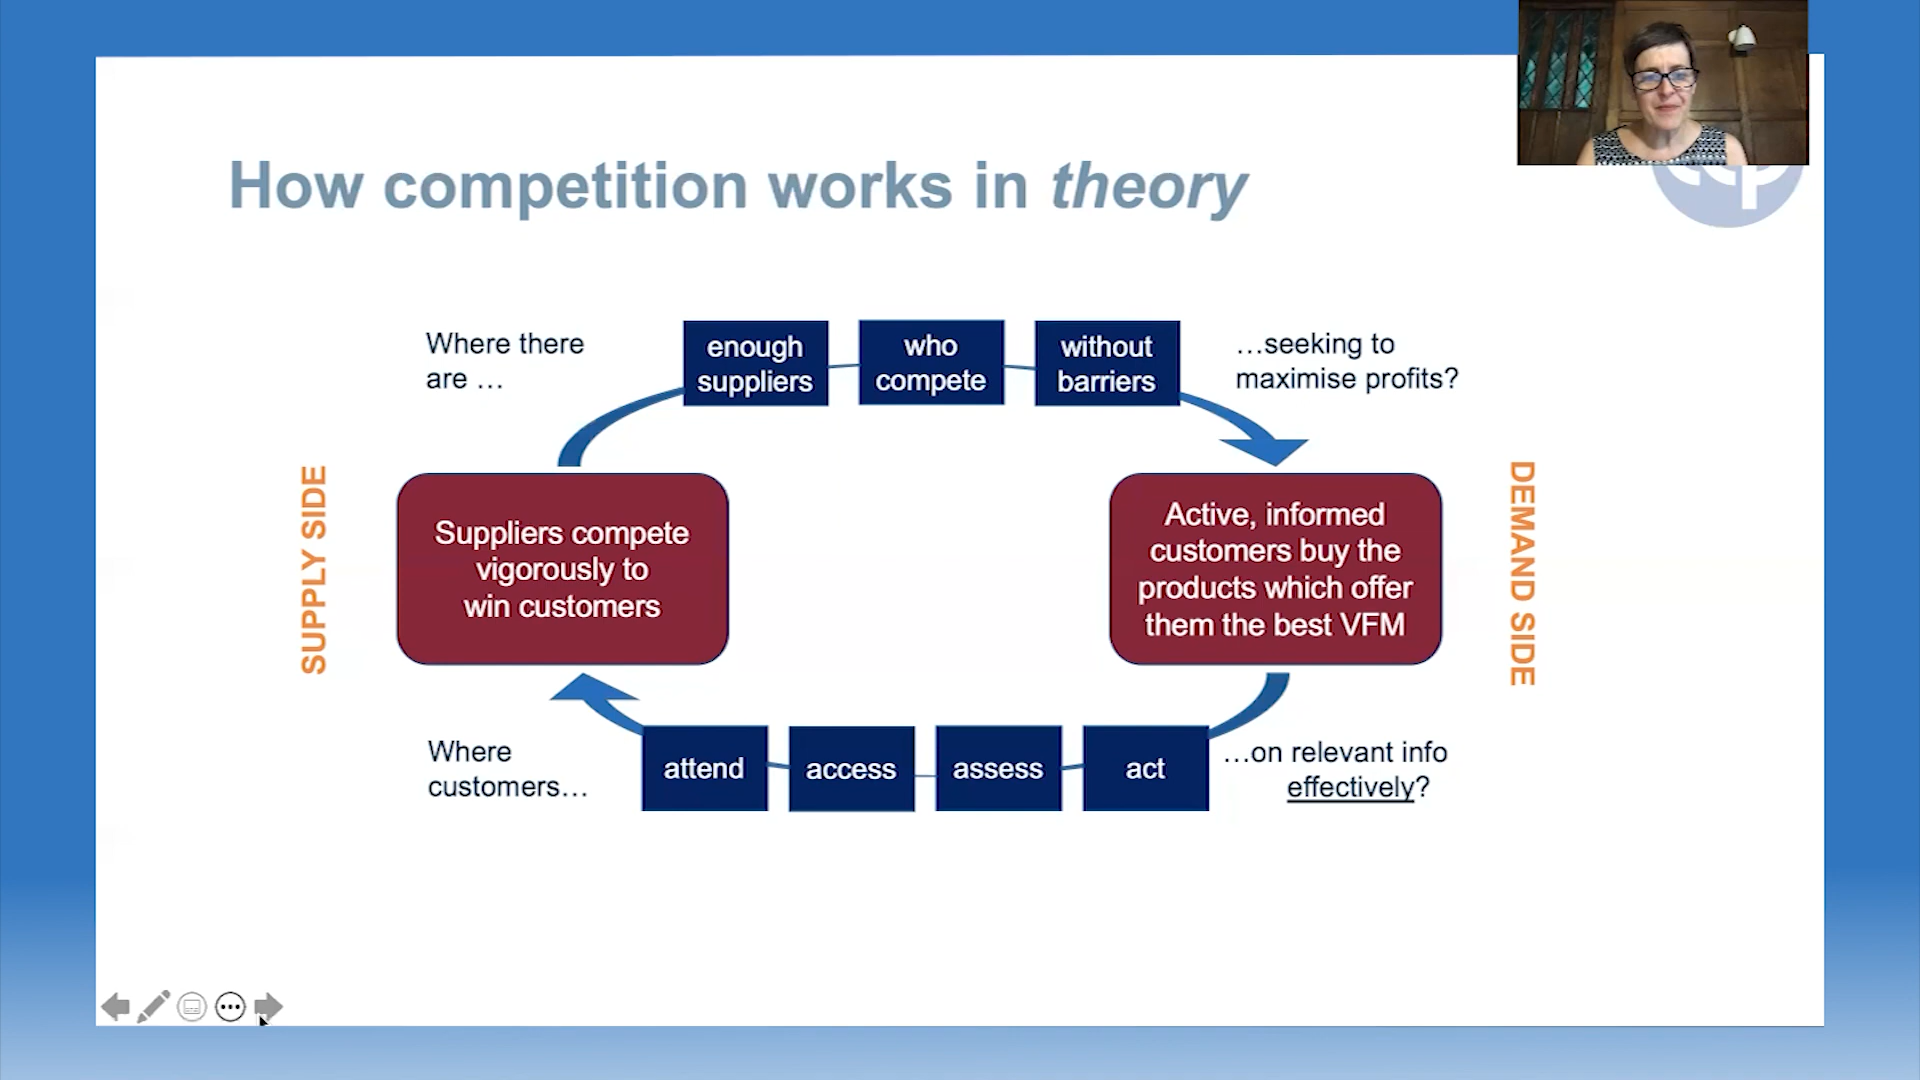 How competition works in theory
Where there
are …
enough
suppliers
who
compete
without
barriers
…seeking to
maximise profits?
SUPPLY SIDE
Suppliers compete
vigorously to
win customers
Active, informed
customers buy the
products which offer
them the best VFM
DEMAND SIDE
Where
customers…
attend
access
assess
act
…on relevant info
effectively?